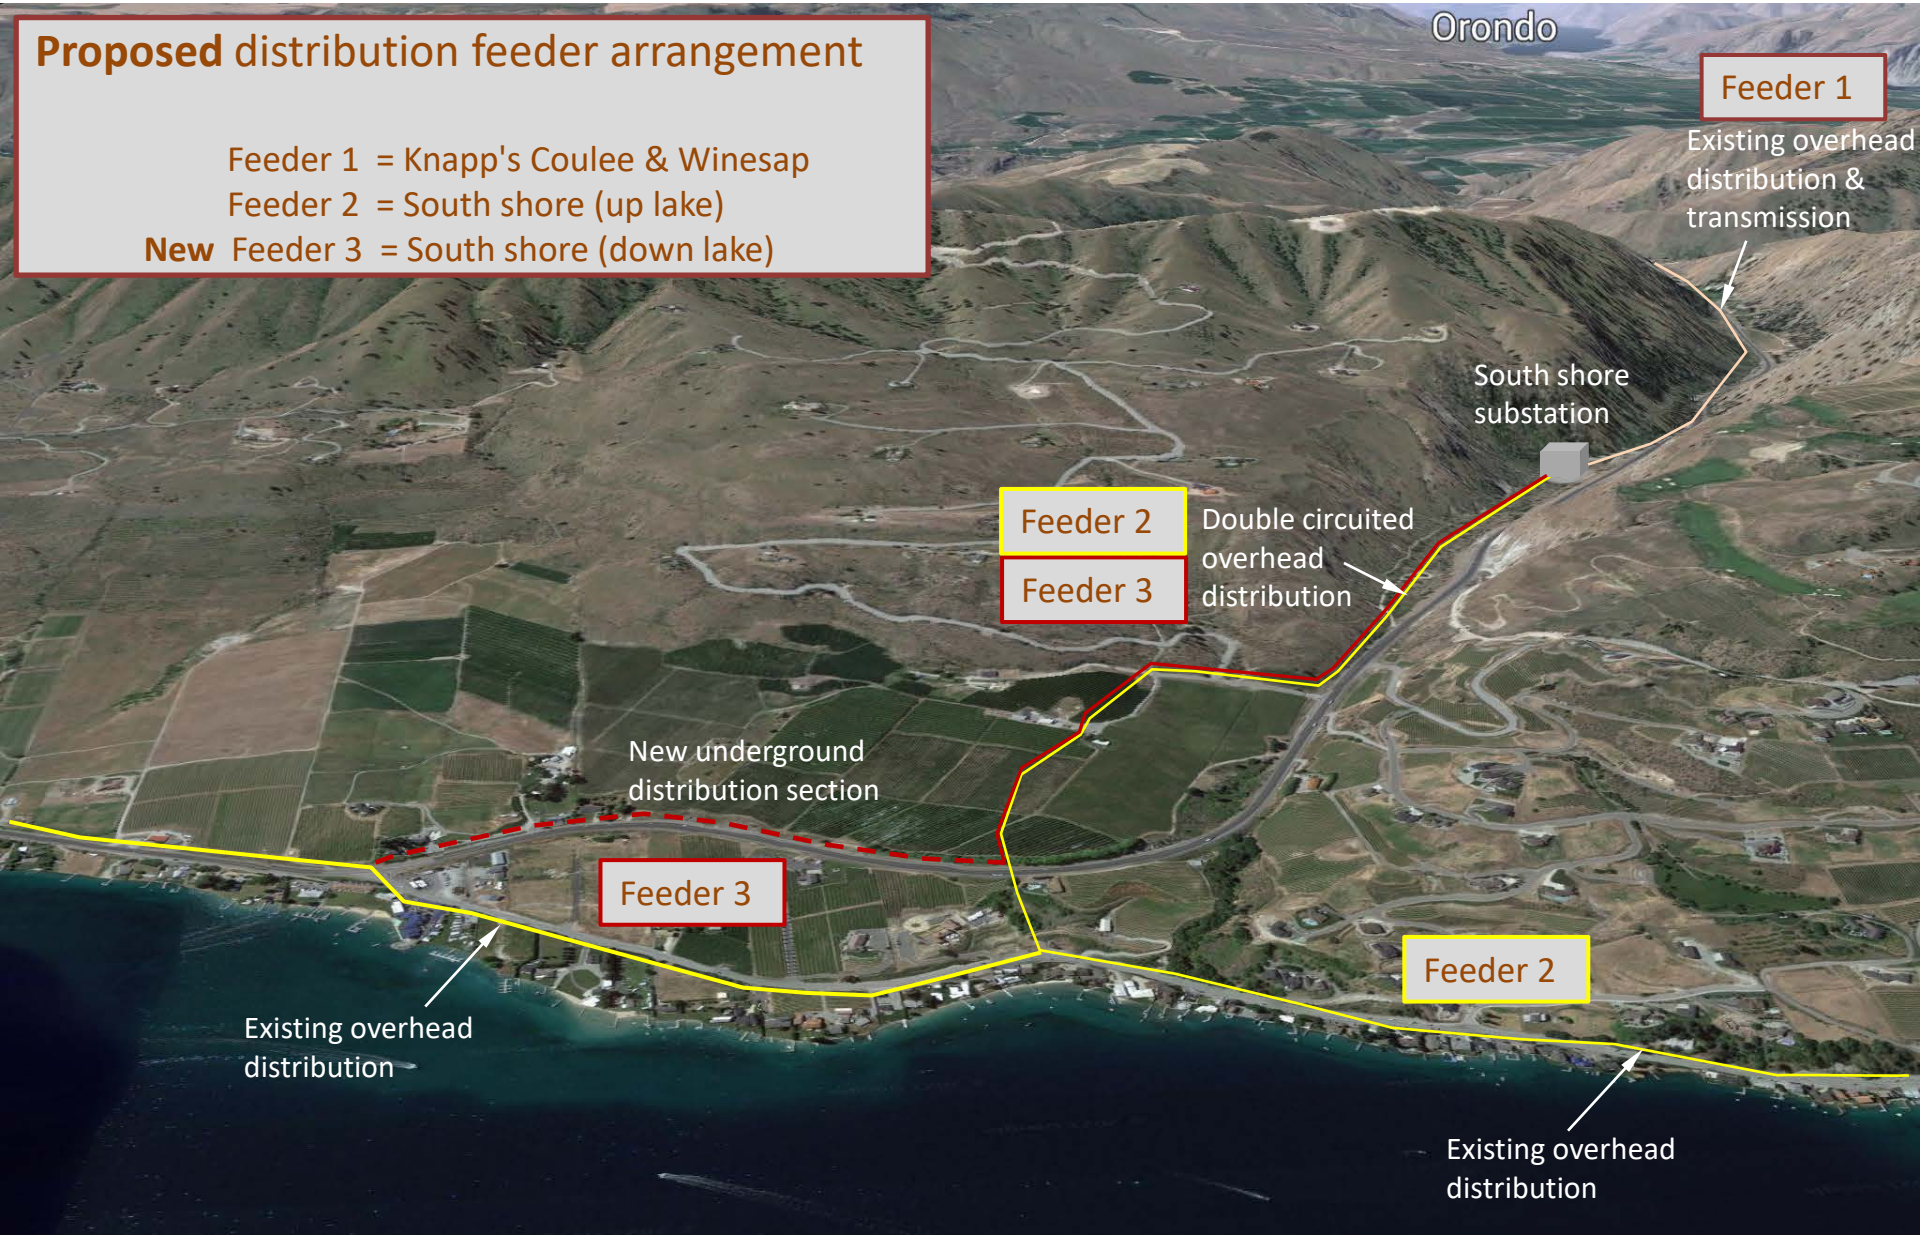 Proposed distribution feeder arrangement
Feeder 1 = Knapp's Coulee & Winesap
Feeder 2 = South shore (up lake)
New Feeder 3 = South shore (down lake)
Orondo
Feeder 1
Existing overhead
distribution &
transmission
South shore
substation
Feeder 2
Feeder 3
Double circuited
overhead
distribution
New underground
distribution section
Feeder 3
Feeder 2
Existing overhead
distribution
Existing overhead
distribution